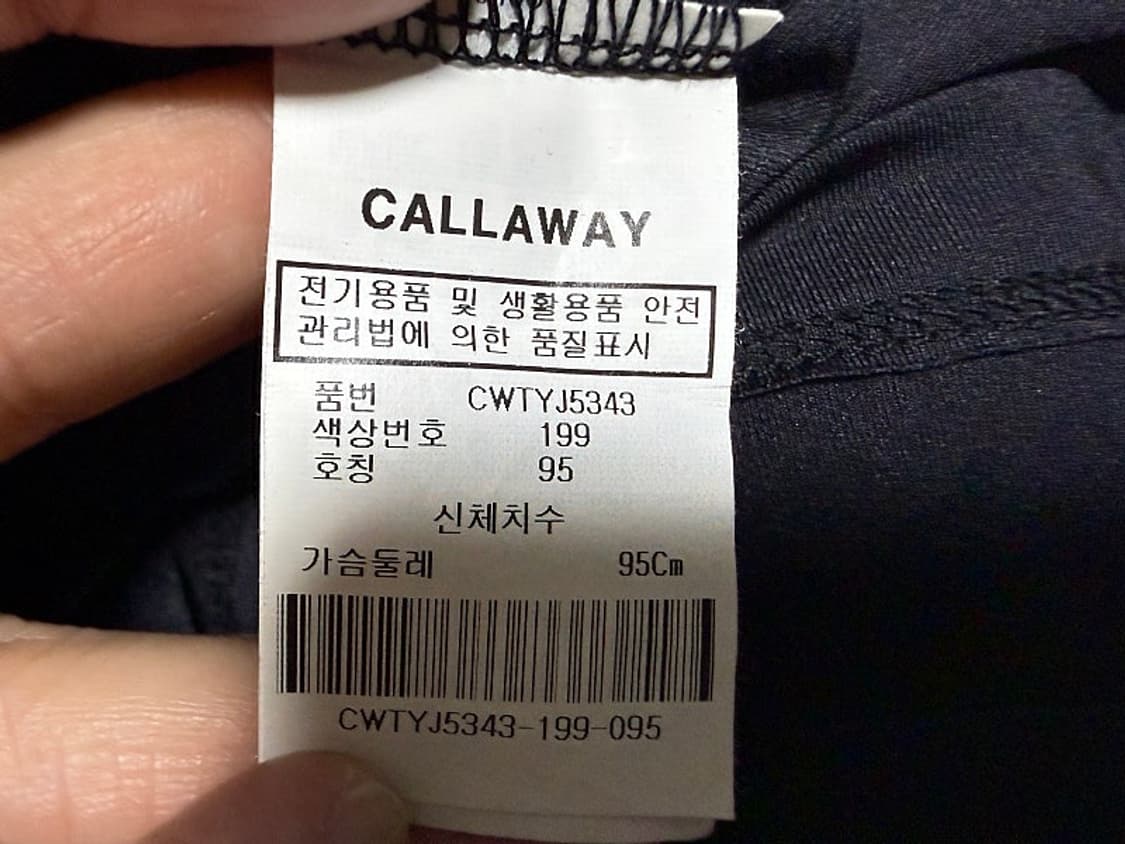 CALLAWAY
전기용품 및 생활용품 안전
관리법에 의한 품질표시
품번 CWTYJ5343
색상번호 199
호칭 95
신체치수
가슴둘레 95Cm
CWTYJ5343-199-095